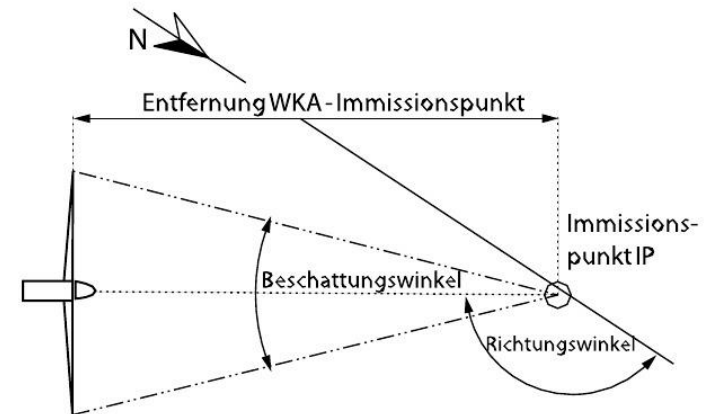 N
Entfernung WKA-Immissionspunkt
Immissions-
punkt IP
Beschattungswinkel
Richtungswinkel